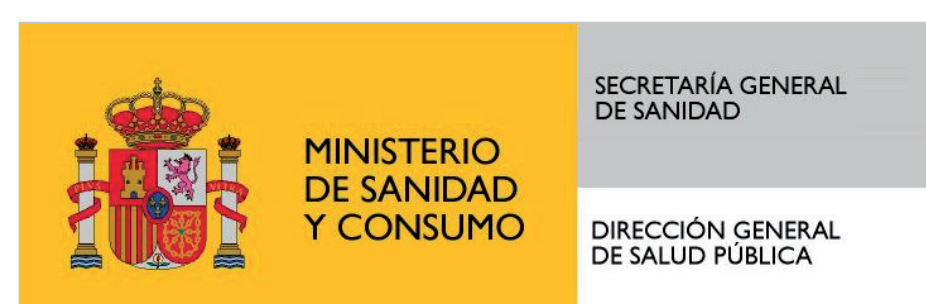 MINISTERIO
DE SANIDAD
Y CONSUMO
SECRETARÍA GENERAL
DE SANIDAD
DIRECCIÓN GENERAL
DE SALUD PÚBLICA